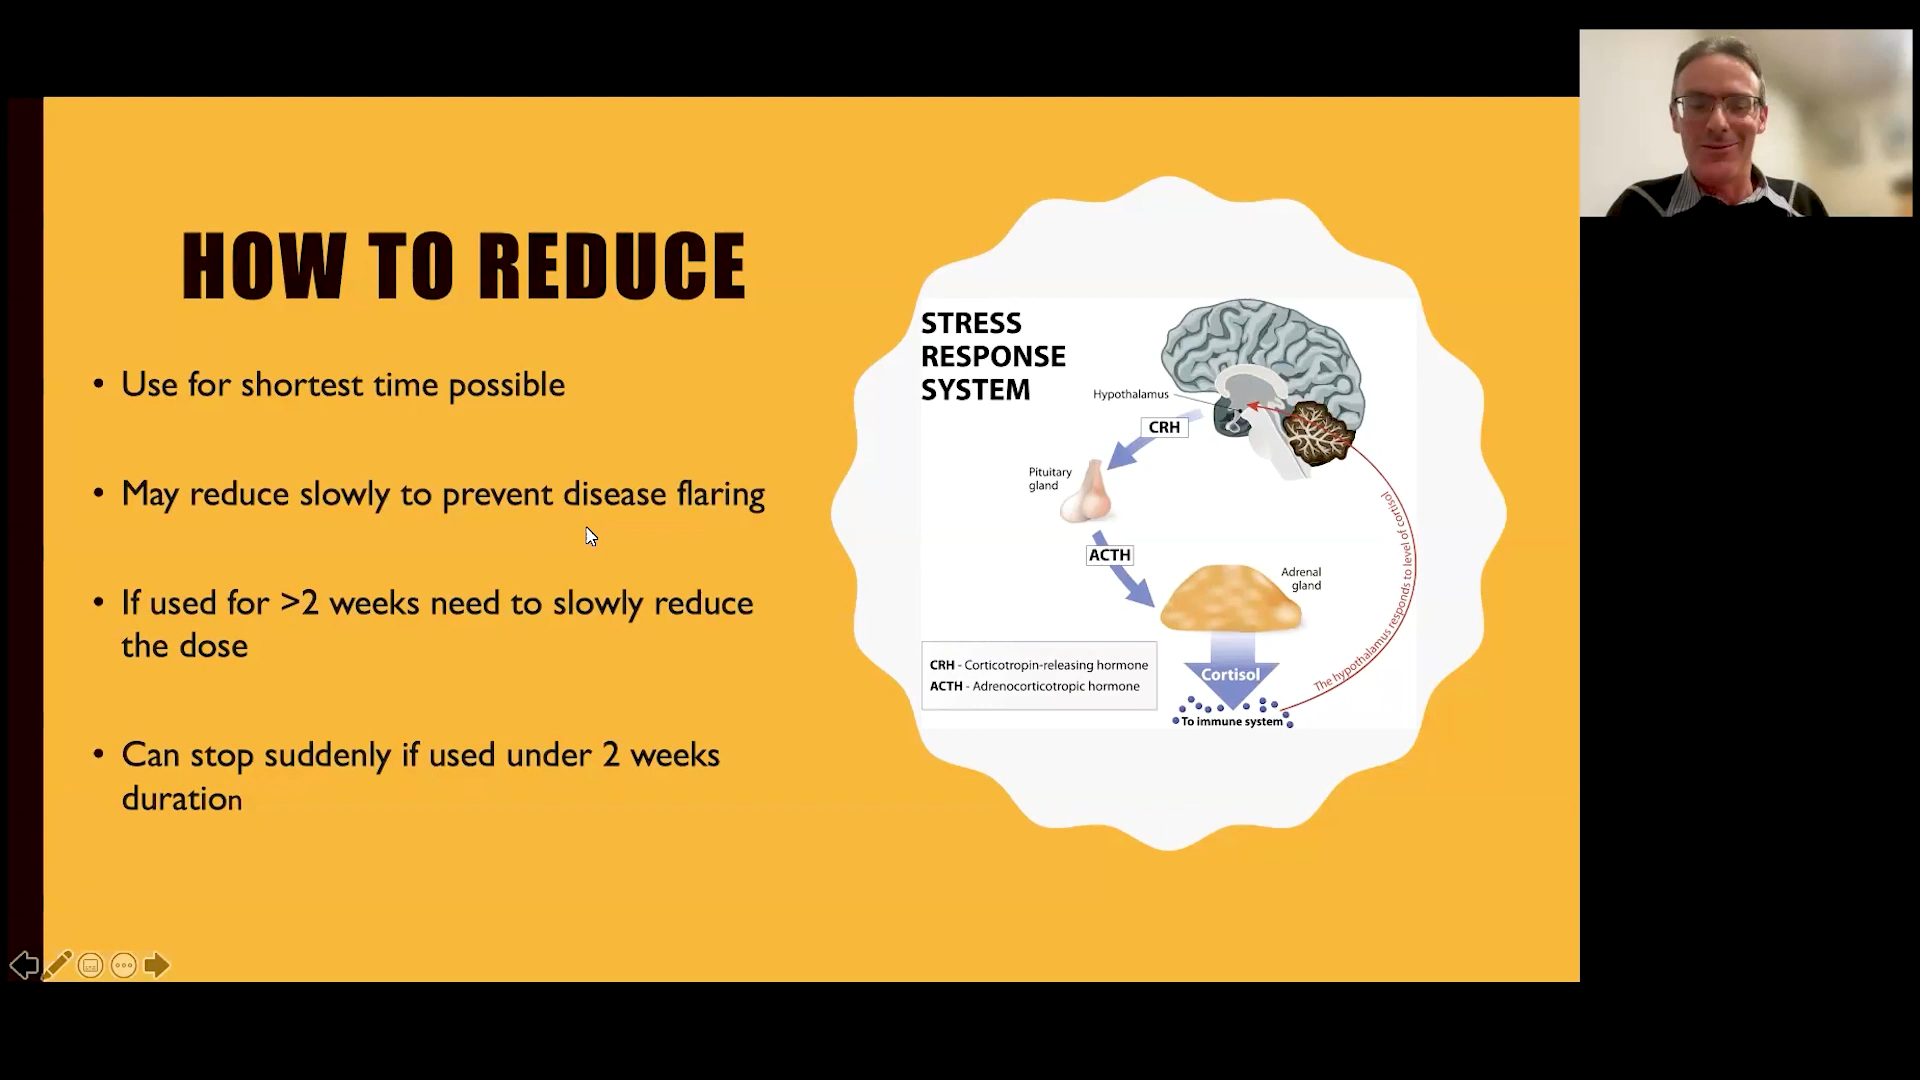 HOW TO REDUCE
• Use for shortest time possible
• May reduce slowly to prevent disease flaring
• If used for >2 weeks need to slowly reduce
the dose
• Can stop suddenly if used under 2 weeks
duration
STRESS
RESPONSE
SYSTEM
Hypothalamus
CRH
Pituitary
gland
ACTH
Adrenal
gland
The hypothalamus responds to level of cortisol
CRH - Corticotropin-releasing hormone
ACTH - Adrenocorticotropic hormone
Cortisol
To immune system